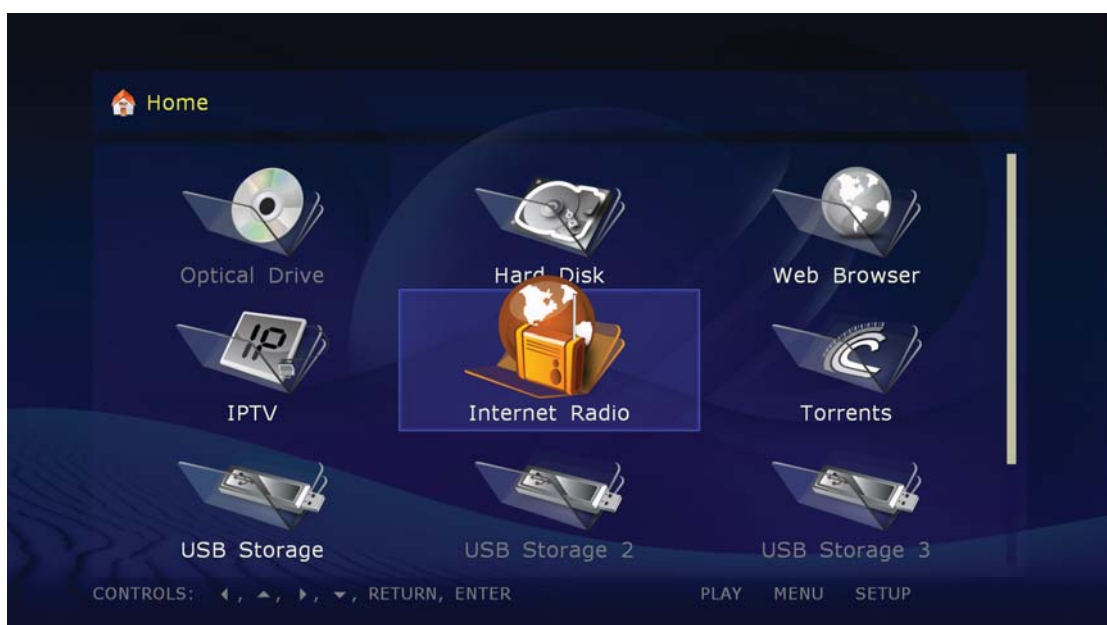 Home
Optical Drive Hard Disk Web Browser
IP
IPTV Internet Radio Torrents
USB Storage USB Storage 2 USB Storage 3
CONTROLS: ◀, ▲, ▶, ▼, RETURN, ENTER PLAY MENU SETUP